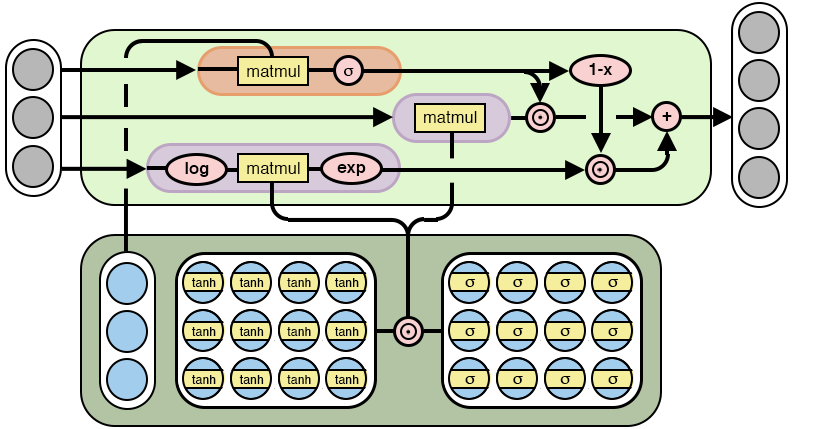 matmul σ 1-x
matmul ⊙ +
log matmul exp ⊙
tanh tanh tanh tanh σ σ σ σ
tanh tanh tanh tanh ⊙ σ σ σ σ
tanh tanh tanh tanh σ σ σ σ